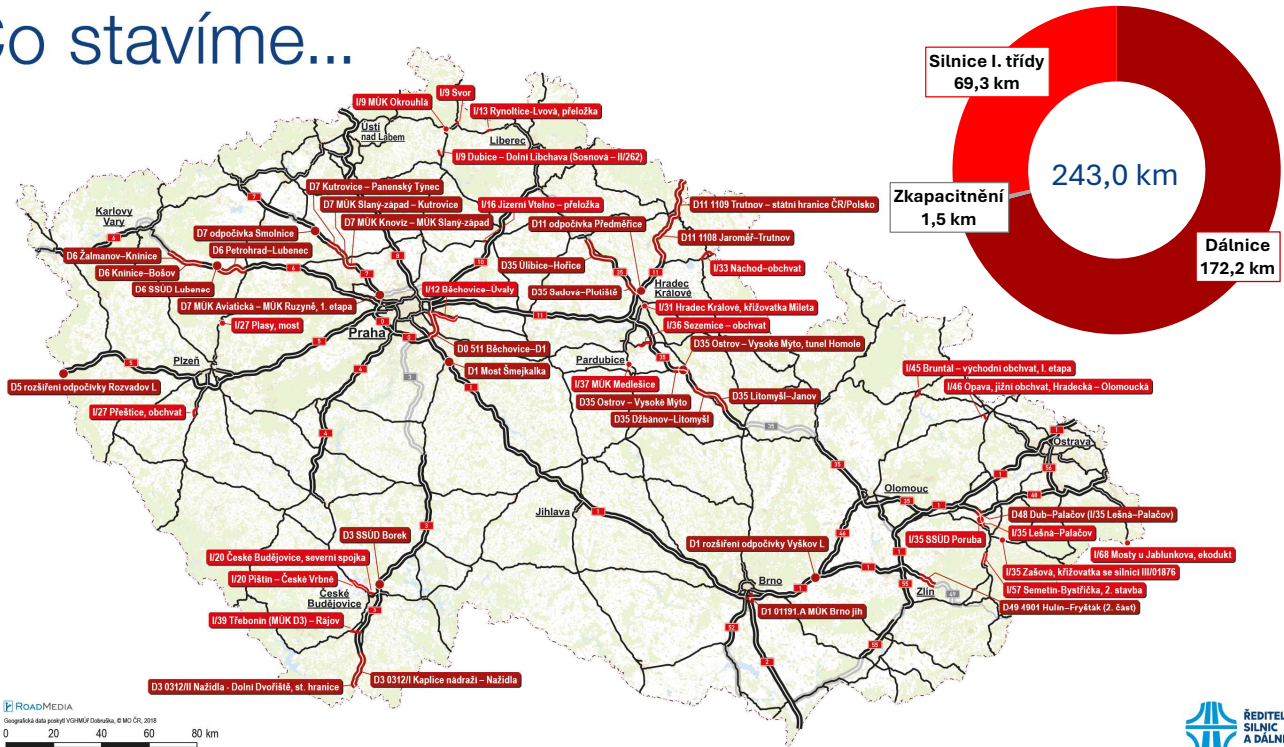 Co stavíme...
Silnice I. třídy
69,3 km
Zkapacitnění
1,5 km
243,0 km
Dálnice
172,2 km
I/9 MÚK Okrouhlá
I/9 Svor
I/13 Rynoltice-Lvová, přeložka
Ústí
nad Labem
Liberec
I/9 Dubice – Dolní Libchava (Sosnová – II/262)
D7 Kutrovice – Panenský Týnec
D7 MÚK Slaný-západ – Kutrovice
I/16 Jizerní Vtelno – přeložka
D11 1109 Trutnov – státní hranice ČR/Polsko
Karlovy
Vary
D7 MÚK Knovíz – MÚK Slaný-západ
D11 odpočívka Předměřice
D7 odpočívka Smolnice
D11 1108 Jaroměř–Trutnov
D6 Žalmanov–Knínice
D6 Petrohrad–Lubenec
D35 Úlibice–Hořice
I/33 Náchod–obchvat
D6 Knínice–Bošov
D6 SSÚD Lubenec
I/12 Běchovice–Úvaly
D35 Sadová–Plotiště
Hradec
Králové
D7 MÚK Aviatická – MÚK Ruzyně, 1. etapa
I/31 Hradec Králové, křižovatka Mileta
I/27 Plasy, most
I/36 Sezemice – obchvat
Praha
D0 511 Běchovice–D1
D35 Ostrov – Vysoké Mýto, tunel Homole
Plzeň
D1 Most Šmejkalka
Pardubice
D5 rozšíření odpočívky Rozvadov L
I/37 MÚK Medlešice
I/45 Bruntál – východní obchvat, I. etapa
I/46 Opava, jižní obchvat, Hradecká – Olomoucká
I/27 Přeštice, obchvat
D35 Ostrov – Vysoké Mýto
D35 Litomyšl–Janov
D35 Džbánov–Litomyšl
Ostrava
Olomouc
Jihlava
D48 Dub–Palačov (I/35 Lešná–Palačov)
D3 SSÚD Borek
I/35 SSÚD Poruba
I/35 Lešná–Palačov
D1 rozšíření odpočívky Vyškov L
I/68 Mosty u Jablunkova, ekodukt
I/20 České Budějovice, severní spojka
I/35 Zašová, křižovatka se silnicí III/01876
I/20 Pištín – České Vrbné
Brno
I/57 Semetín-Bystřička, 2. stavba
České
Budějovice
Zlín
D49 4901 Hulín–Fryšták (2. část)
D1 01191.A MÚK Brno jih
I/39 Třebonín (MÚK D3) – Rájov
D3 0312/II Nažidla - Dolní Dvořiště, st. hranice
D3 0312/I Kaplice nádraží – Nažidla
ROADMEDIA
Geografická data poskytl VGHMÚř Dobruška, © MO ČR, 2018
0 20 40 60 80 km
ŘEDITEL
SILNIC
A DÁLNI